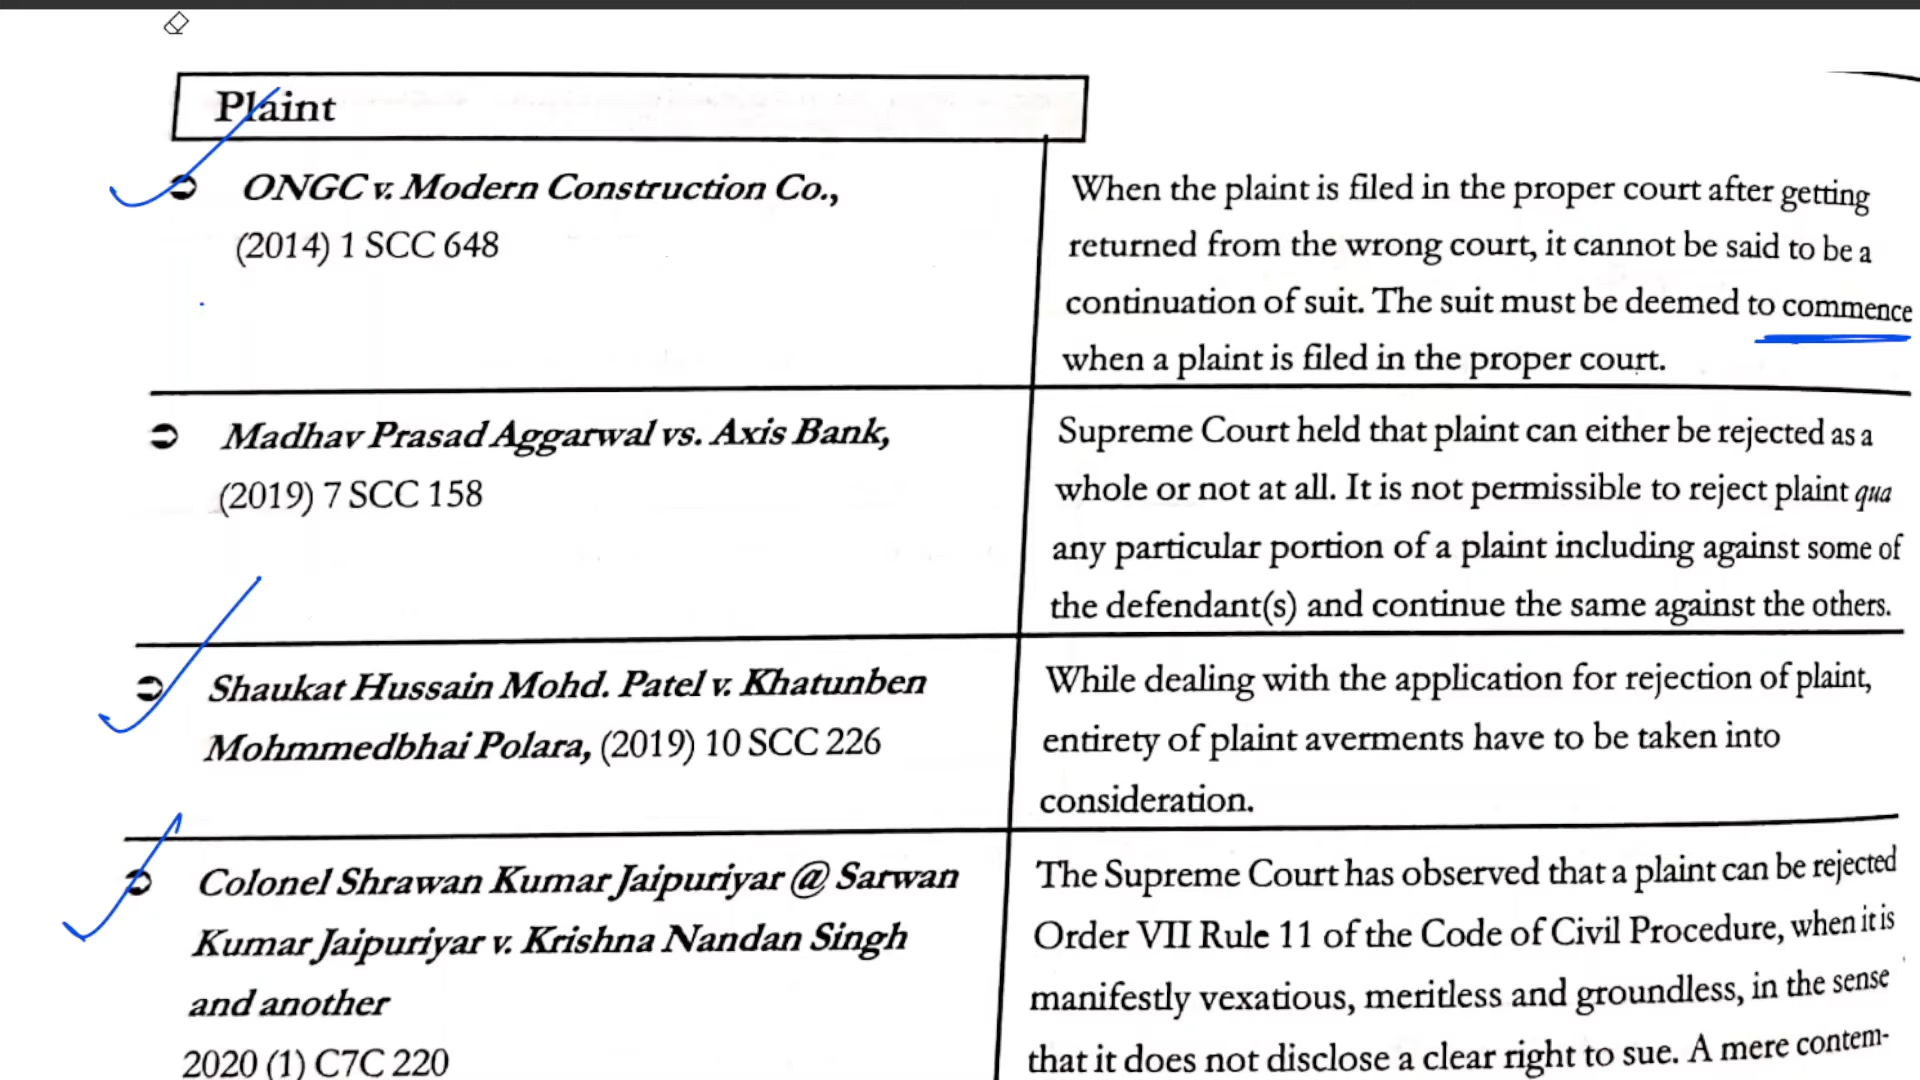 Plaint
ONGC v. Modern Construction Co.,
(2014) 1 SCC 648
When the plaint is filed in the proper court after getting
returned from the wrong court, it cannot be said to be a
continuation of suit. The suit must be deemed to commence
when a plaint is filed in the proper court.
Madhav Prasad Aggarwal vs. Axis Bank,
(2019) 7 SCC 158
Supreme Court held that plaint can either be rejected as a
whole or not at all. It is not permissible to reject plaint qua
any particular portion of a plaint including against some of
the defendant(s) and continue the same against the others.
Shaukat Hussain Mohd. Patel v. Khatunben
Mohmmedbhai Polara, (2019) 10 SCC 226
While dealing with the application for rejection of plaint,
entirety of plaint averments have to be taken into
consideration.
Colonel Shrawan Kumar Jaipuriyar @ Sarwan
Kumar Jaipuriyar v. Krishna Nandan Singh
and another
2020 (1) C7C 220
The Supreme Court has observed that a plaint can be rejected
Order VII Rule 11 of the Code of Civil Procedure, when it is
manifestly vexatious, meritless and groundless, in the sense
that it does not disclose a clear right to sue. A mere contem-